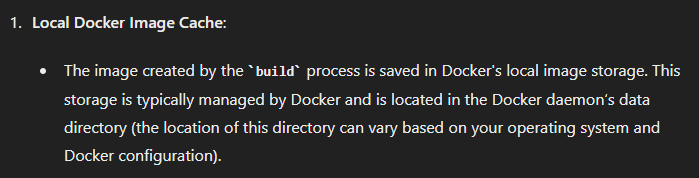 1. Local Docker Image Cache:
• The image created by the `build` process is saved in Docker's local image storage. This
storage is typically managed by Docker and is located in the Docker daemon's data
directory (the location of this directory can vary based on your operating system and
Docker configuration).